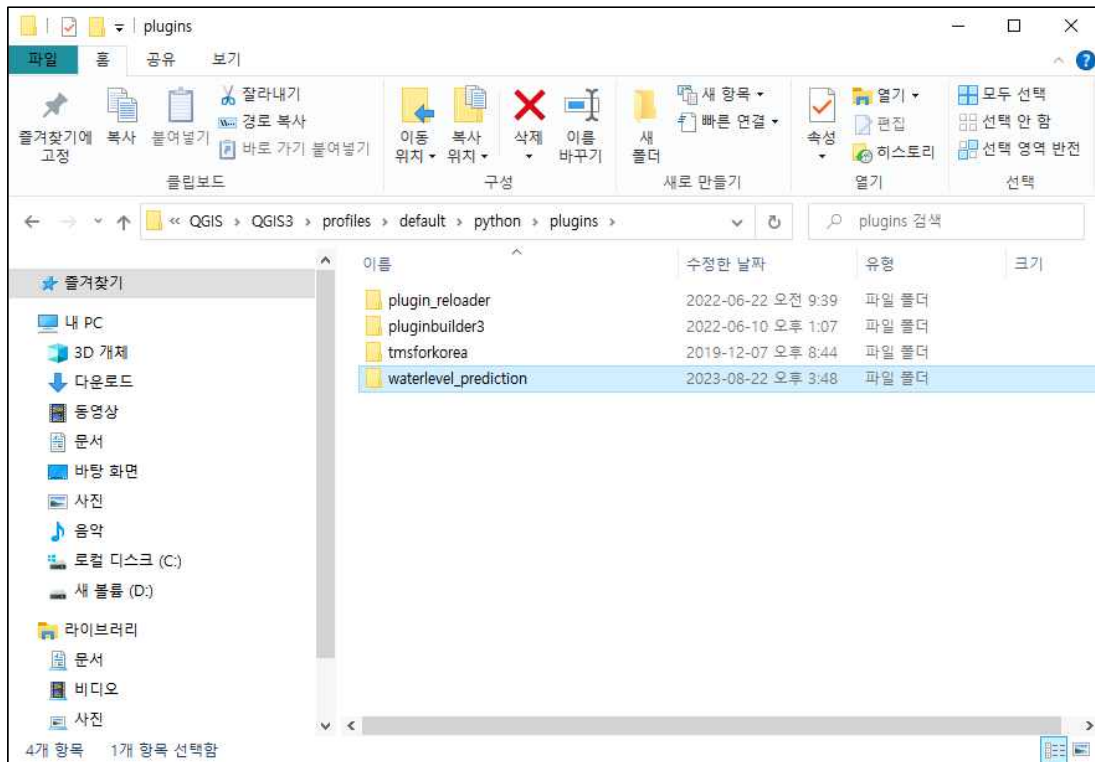 plugins
파일 홈 공유 보기
즐겨찾기에 고정
복사
붙여넣기
잘라내기
경로 복사
바로 가기 붙여넣기
클립보드
이동 위치
복사 위치
삭제
이름 바꾸기
구성
새 폴더
새 항목
빠른 연결
새로 만들기
속성
열기
편집
히스토리
열기
모두 선택
선택 안 함
선택 영역 반전
선택
« QGIS > QGIS3 > profiles > default > python > plugins >
plugins 검색
이름 수정한 날짜 유형 크기
plugin_reloader 2022-06-22 오전 9:39 파일 폴더
pluginbuilder3 2022-06-10 오후 1:07 파일 폴더
tmsforkorea 2019-12-07 오후 8:44 파일 폴더
waterlevel_prediction 2023-08-22 오후 3:48 파일 폴더
즐겨찾기
내 PC
3D 개체
다운로드
동영상
문서
바탕 화면
사진
음악
로컬 디스크 (C:)
새 볼륨 (D:)
라이브러리
문서
비디오
사진
4개 항목 1개 항목 선택함